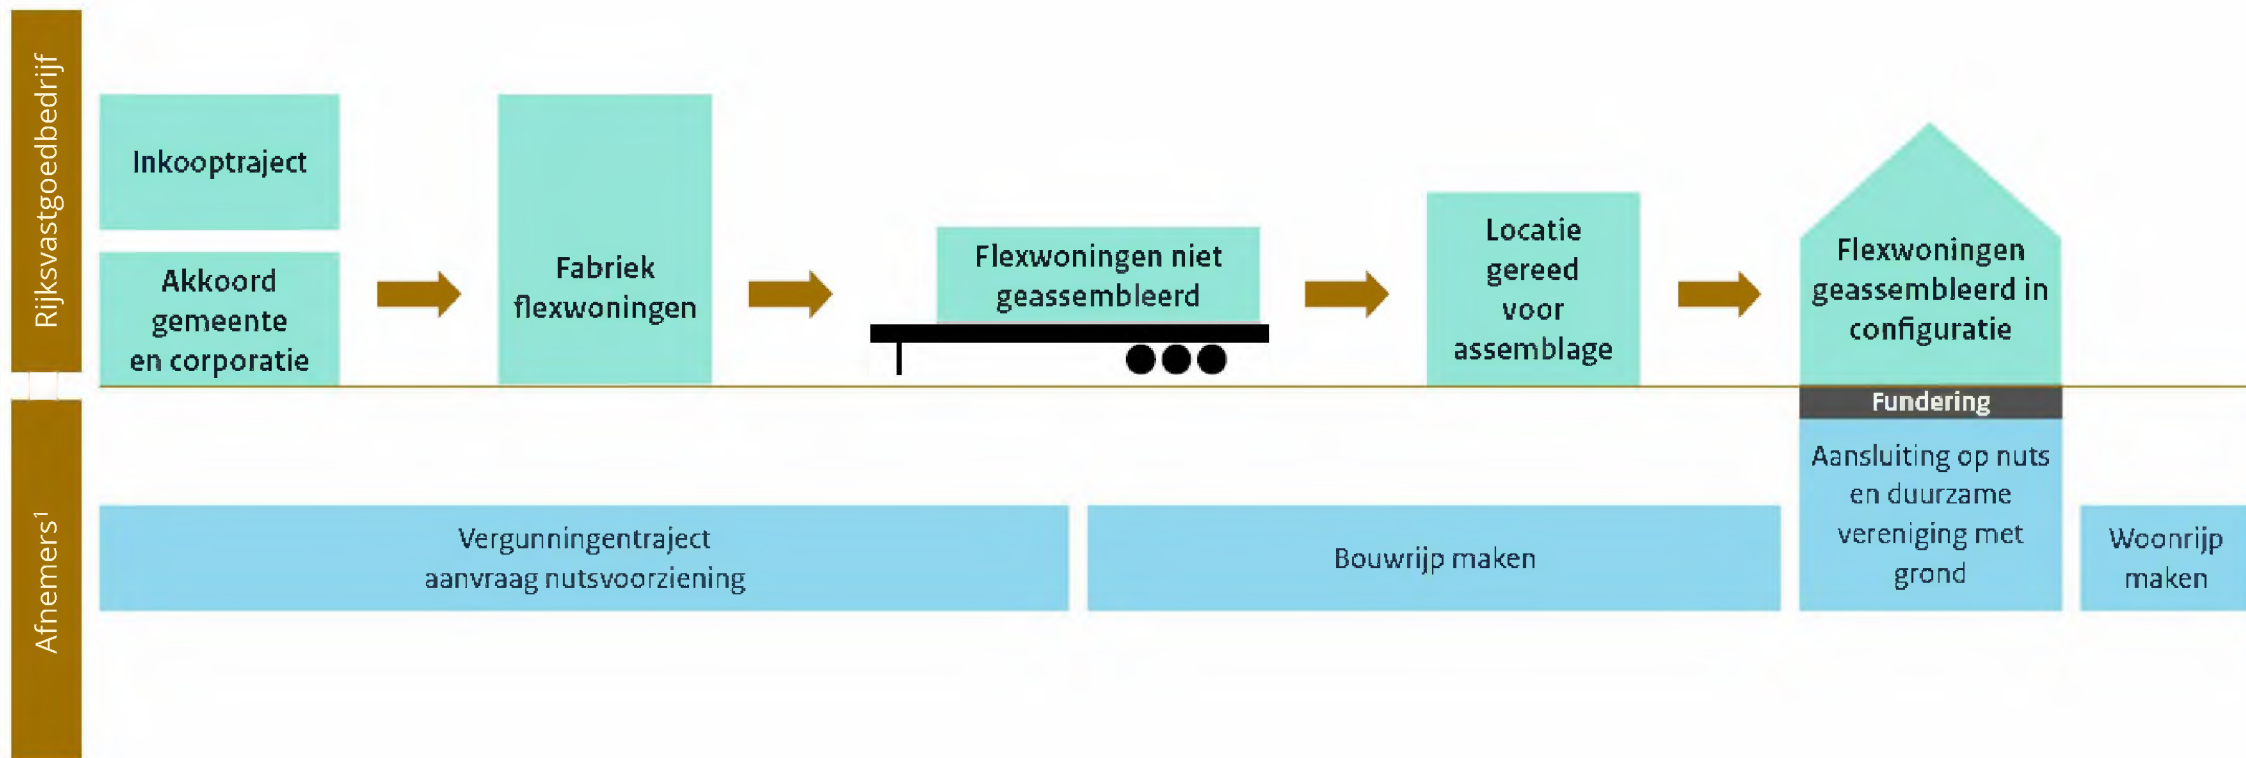 Rijksvastgoedbedrijf
Inkooptraject
Akkoord
gemeente
en corporatie
Fabriek
flexwoningen
Flexwoningen niet
geassembleerd
Locatie
gereed
voor
assemblage
Flexwoningen
geassembleerd in
configuratie
Fundering
Afnemers¹
Vergunningentraject
aanvraag nutsvoorziening
Bouwrijp maken
Aansluiting op nuts
en duurzame
vereniging met
grond
Woonrijp
maken